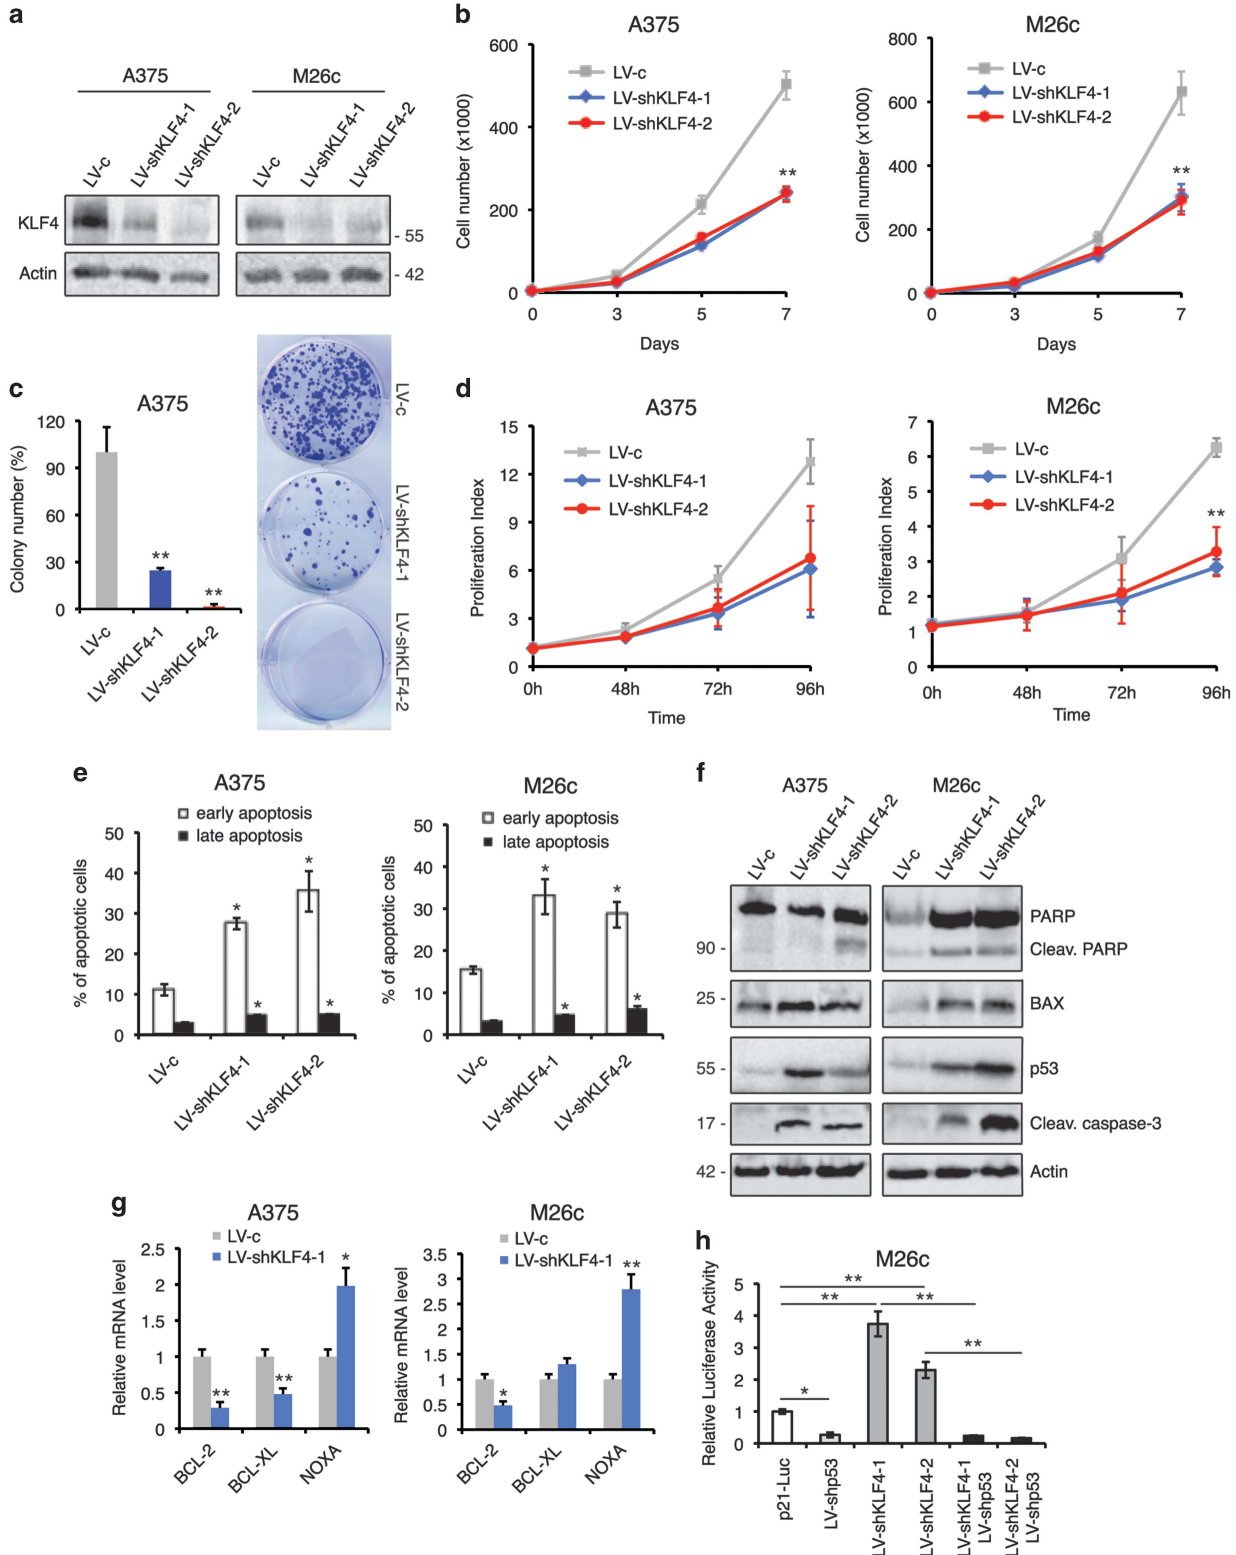 a
A375 M26c
LV-c LV-shKLF4-1 LV-shKLF4-2 LV-c LV-shKLF4-1 LV-shKLF4-2
KLF4
- 55
Actin
- 42
b
A375
Cell number (x1000)
600
400
200
0
LV-c
LV-shKLF4-1
LV-shKLF4-2
**
0 3 5 7
Days
M26c
Cell number (x1000)
800
600
400
200
0
LV-c
LV-shKLF4-1
LV-shKLF4-2
**
0 3 5 7
Days
c
A375
Colony number (%)
120
90
60
30
0
**
**
LV-c LV-shKLF4-1 LV-shKLF4-2
LV-c
LV-shKLF4-1
LV-shKLF4-2
d
A375
Proliferation Index
15
12
9
6
3
0
LV-c
LV-shKLF4-1
LV-shKLF4-2
0h 48h 72h 96h
Time
M26c
Proliferation Index
7
6
5
4
3
2
1
0
LV-c
LV-shKLF4-1
LV-shKLF4-2
**
0h 48h 72h 96h
Time
e
A375
early apoptosis
late apoptosis
% of apoptotic cells
50
40
30
20
10
0
* * * *
LV-c LV-shKLF4-1 LV-shKLF4-2
M26c
early apoptosis
late apoptosis
% of apoptotic cells
50
40
30
20
10
0
* * * *
LV-c LV-shKLF4-1 LV-shKLF4-2
f
A375 M26c
LV-c LV-shKLF4-1 LV-shKLF4-2 LV-c LV-shKLF4-1 LV-shKLF4-2
PARP
90 - Cleav. PARP
25 - BAX
55 - p53
17 - Cleav. caspase-3
42 - Actin
g
A375
LV-c
LV-shKLF4-1
Relative mRNA level
2.5
2
1.5
1
0.5
0
** ** *
BCL-2 BCL-XL NOXA
M26c
LV-c
LV-shKLF4-1
Relative mRNA level
3.5
3
2.5
2
1.5
1
0.5
0
* **
BCL-2 BCL-XL NOXA
h
M26c
Relative Luciferase Activity
5
4
3
2
1
0
**
** **
**
*
p21-Luc
LV-shp53
LV-shKLF4-1
LV-shKLF4-2
LV-shKLF4-1
LV-shp53
LV-shKLF4-2
LV-shp53